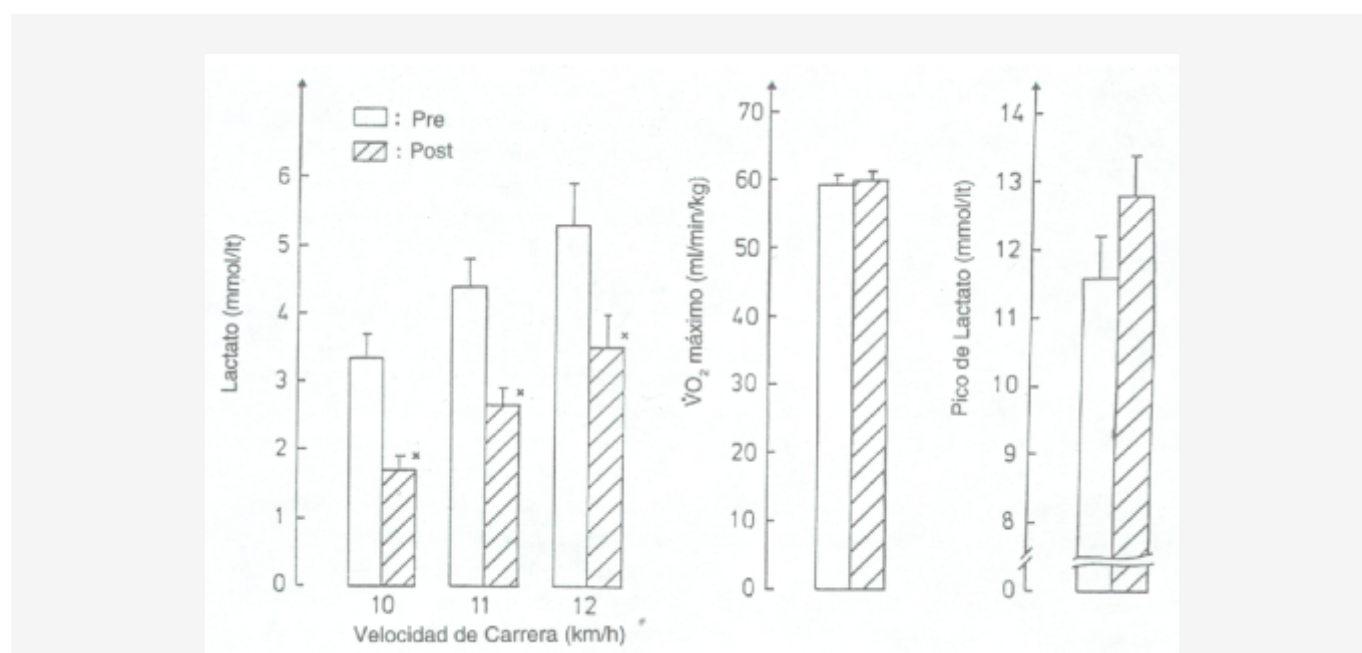 : Pre
: Post
Lactato (mmol/lt)
6
5
4
3
2
1
0
x
x
x
10 11 12
Velocidad de Carrera (km/h)
V̇O₂ máximo (ml/min/kg)
70
60
50
40
30
20
10
0
Pico de Lactato (mmol/lt)
14
13
12
11
10
9
8
0